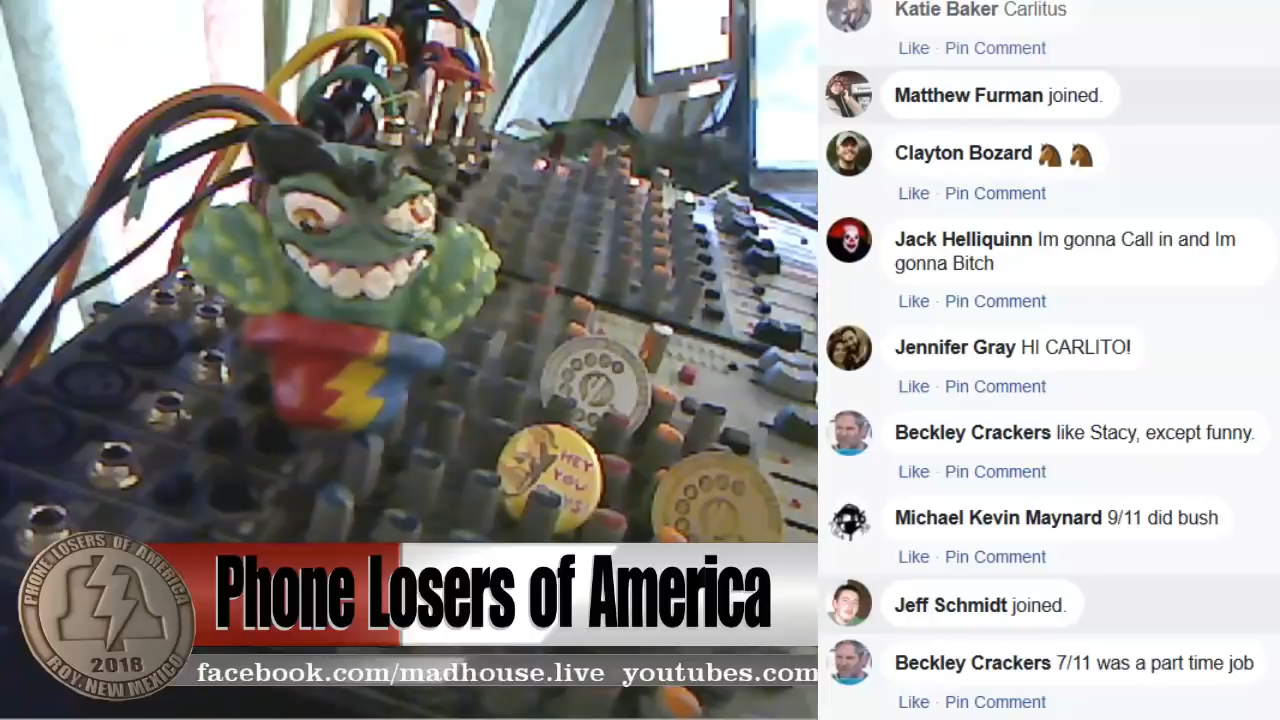 HEY
YOU
PHONE LOSERS OF AMERICA
2018
ROY, NEW MEXICO
Phone Losers of America
facebook.com/madhouse.live youtubes.com
Katie Baker Carlitus
Like · Pin Comment
Matthew Furman joined.
Clayton Bozard 🐴 🐴
Like · Pin Comment
Jack Helliquinn Im gonna Call in and Im
gonna Bitch
Like · Pin Comment
Jennifer Gray HI CARLITO!
Like · Pin Comment
Beckley Crackers like Stacy, except funny.
Like · Pin Comment
Michael Kevin Maynard 9/11 did bush
Like · Pin Comment
Jeff Schmidt joined.
Beckley Crackers 7/11 was a part time job
Like · Pin Comment